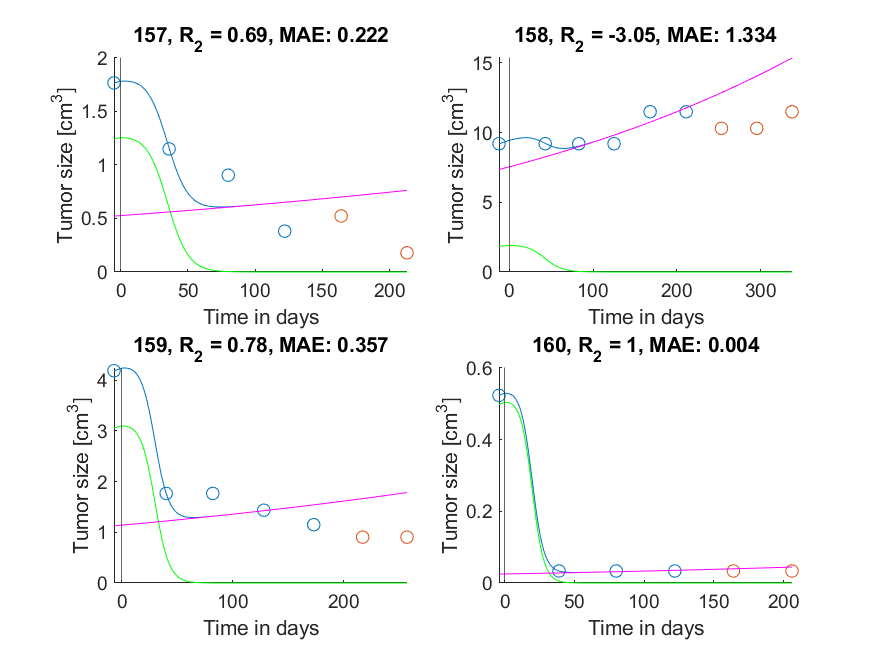 157, R2 = 0.69, MAE: 0.222
Tumor size [cm3]
2
1.5
1
0.5
0
0 50 100 150 200
Time in days
158, R2 = -3.05, MAE: 1.334
Tumor size [cm3]
15
10
5
0
0 100 200 300
Time in days
159, R2 = 0.78, MAE: 0.357
Tumor size [cm3]
4
3
2
1
0
0 100 200
Time in days
160, R2 = 1, MAE: 0.004
Tumor size [cm3]
0.6
0.4
0.2
0
0 50 100 150 200
Time in days